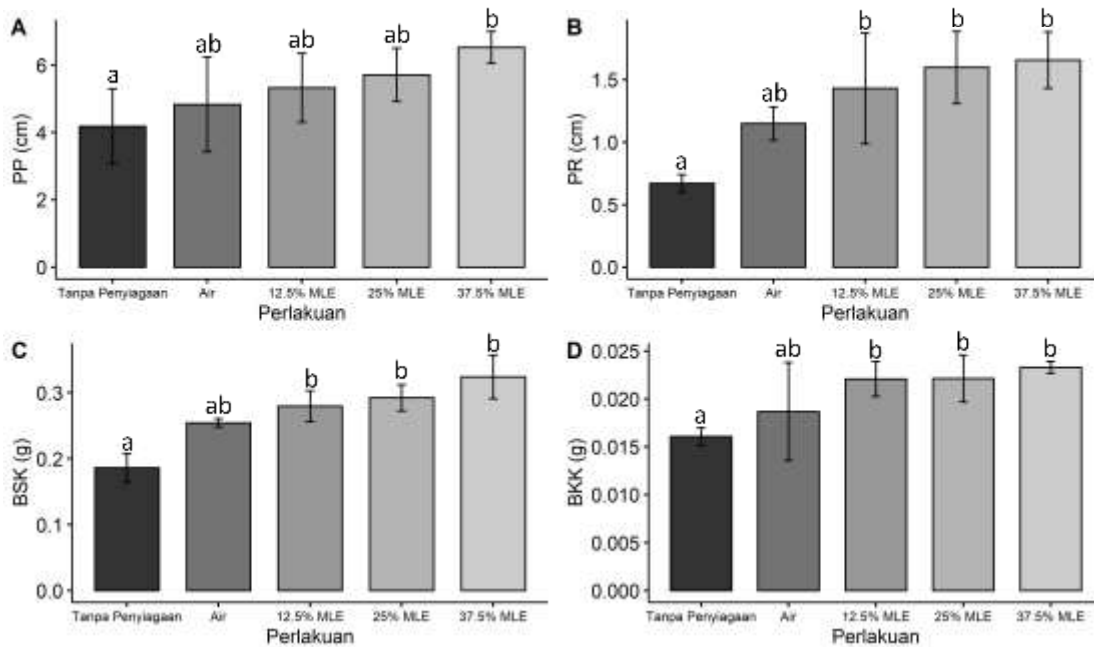 A
PP (cm)
6
4
2
0
a
ab
ab
ab
b
Tanpa Penyiagaan
Air
12.5% MLE
25% MLE
37.5% MLE
Perlakuan
B
PR (cm)
1.5
1.0
0.5
0.0
a
ab
b
b
b
Tanpa Penyiagaan
Air
12.5% MLE
25% MLE
37.5% MLE
Perlakuan
C
BSK (g)
0.3
0.2
0.1
0.0
a
ab
b
b
b
Tanpa Penyiagaan
Air
12.5% MLE
25% MLE
37.5% MLE
Perlakuan
D
BKK (g)
0.025
0.020
0.015
0.010
0.005
0.000
a
ab
b
b
b
Tanpa Penyiagaan
Air
12.5% MLE
25% MLE
37.5% MLE
Perlakuan